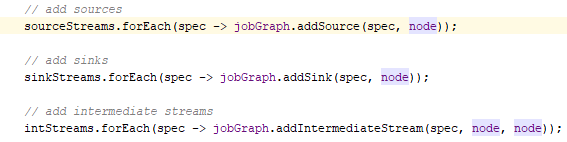 // add sources
sourceStreams.forEach(spec -> jobGraph.addSource(spec, node));
// add sinks
sinkStreams.forEach(spec -> jobGraph.addSink(spec, node));
// add intermediate streams
intStreams.forEach(spec -> jobGraph.addIntermediateStream(spec, node, node));